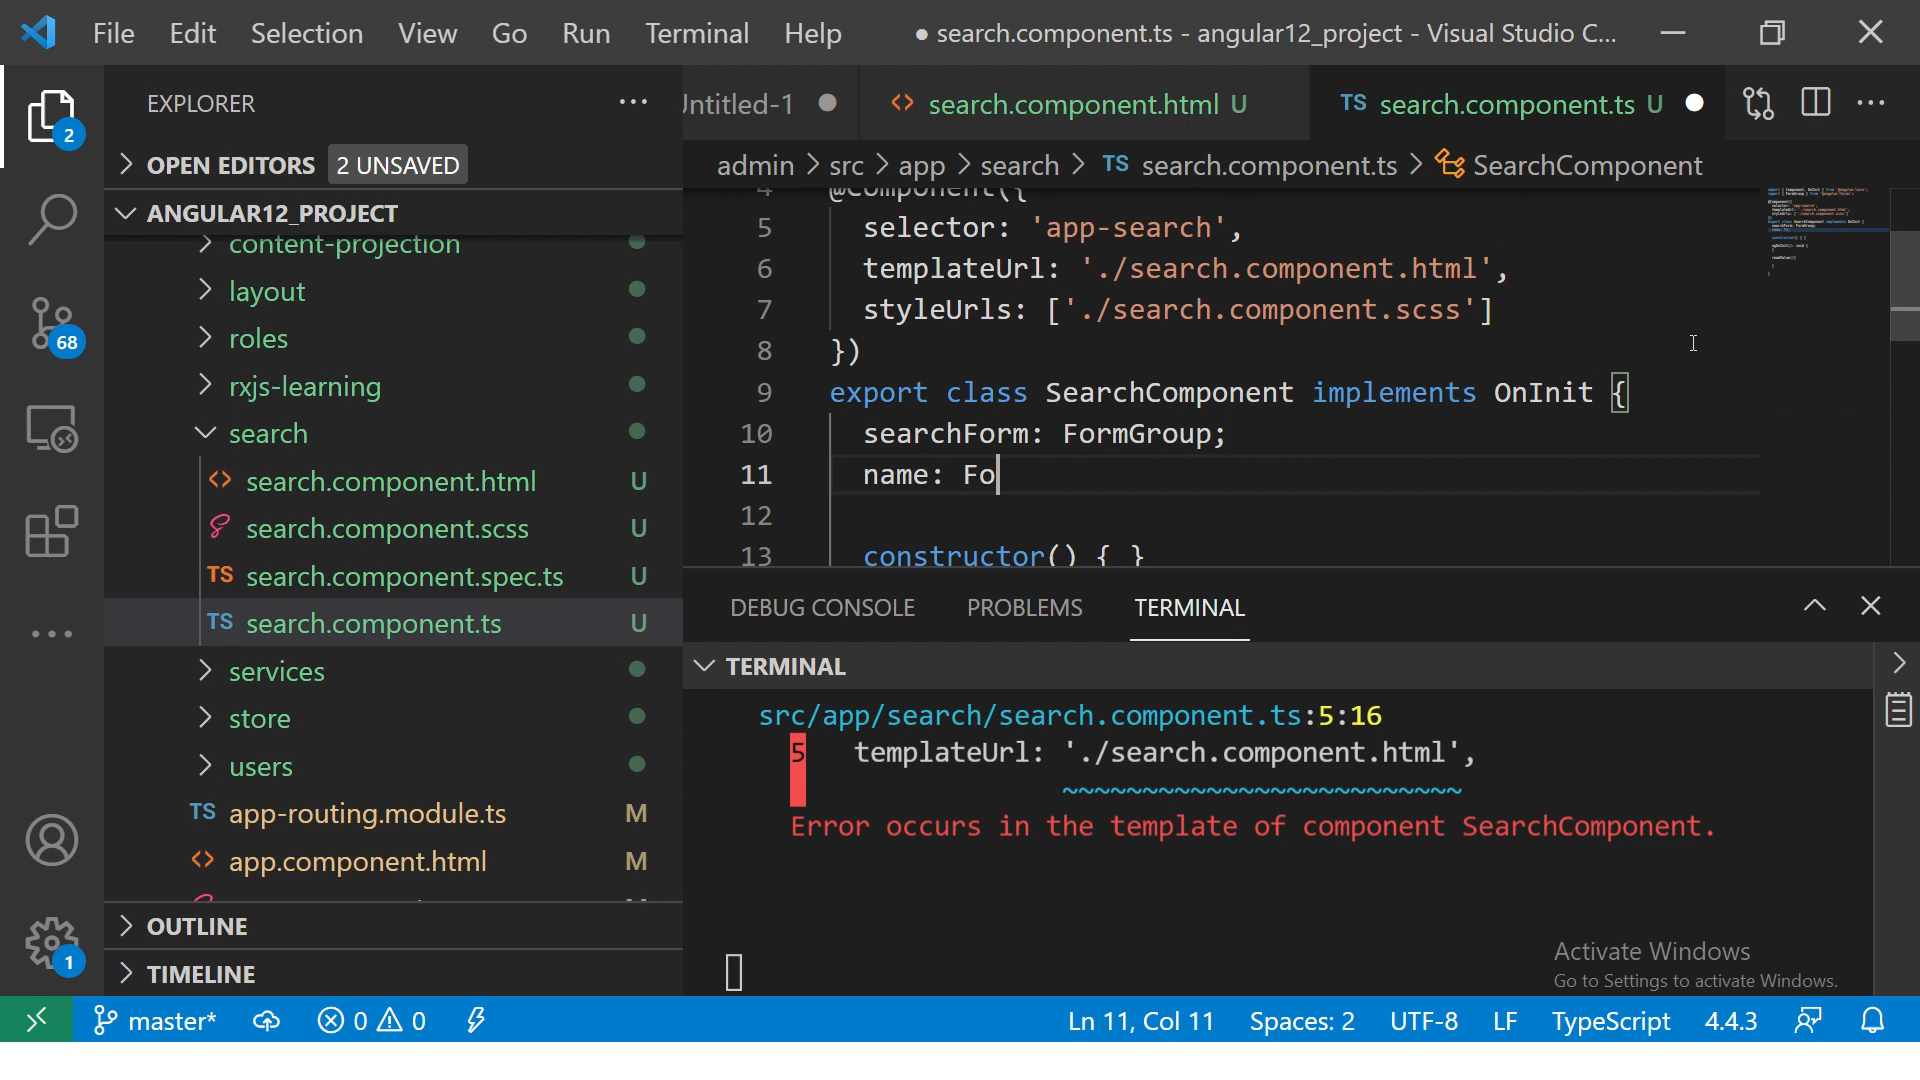 File Edit Selection View Go Run Terminal Help ● search.component.ts - angular12_project - Visual Studio C...
EXPLORER ...
Untitled-1 search.component.html U TS search.component.ts U ● ...
2
OPEN EDITORS 2 UNSAVED
admin > src > app > search > TS search.component.ts > SearchComponent
ANGULAR12_PROJECT
content-projection
layout
roles
rxjs-learning
search
search.component.html U
search.component.scss U
TS search.component.spec.ts U
TS search.component.ts U
services
store
users
TS app-routing.module.ts M
app.component.html M
OUTLINE
TIMELINE
68
1
4 @Component({
5 selector: 'app-search',
6 templateUrl: './search.component.html',
7 styleUrls: ['./search.component.scss']
8 })
9 export class SearchComponent implements OnInit {
10 searchForm: FormGroup;
11 name: Fo
12
13 constructor() { }
DEBUG CONSOLE PROBLEMS TERMINAL
TERMINAL
src/app/search/search.component.ts:5:16
5 templateUrl: './search.component.html',
~~~~~~~~~~~~~~~~~~~~~~~~~
Error occurs in the template of component SearchComponent.
Activate Windows
Go to Settings to activate Windows.
master* 0 0 Ln 11, Col 11 Spaces: 2 UTF-8 LF TypeScript 4.4.3